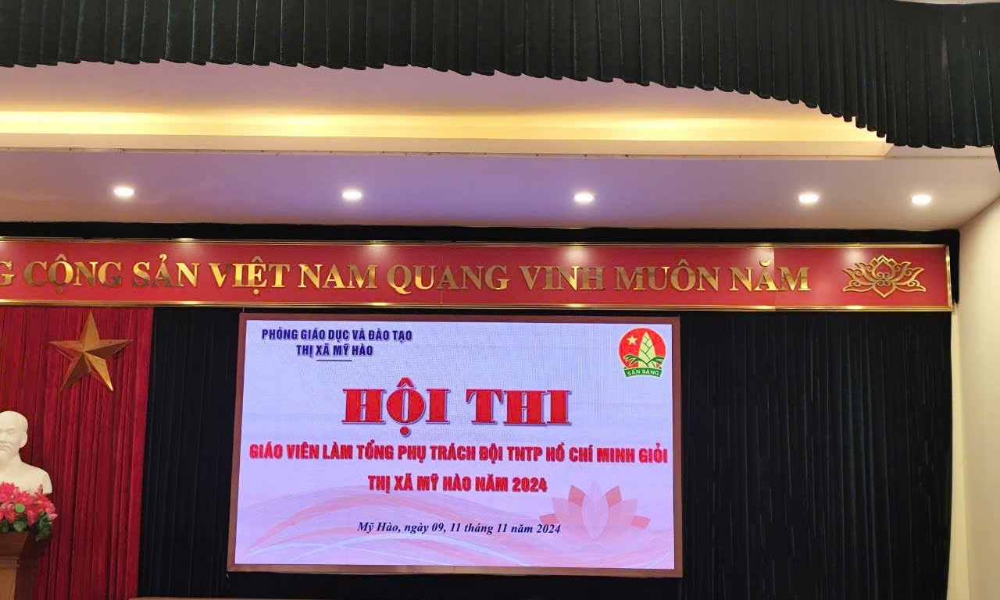 G CỘNG SẢN VIỆT NAM QUANG VINH MUÔN NĂM
PHÒNG GIÁO DỤC VÀ ĐÀO TẠO
THỊ XÃ MỸ HÀO
SẴN SÀNG
HỘI THI
GIÁO VIÊN LÀM TỔNG PHỤ TRÁCH ĐỘI TNTP HỒ CHÍ MINH GIỎI
THỊ XÃ MỸ HÀO NĂM 2024
Mỹ Hào, ngày 09, 11 tháng 11 năm 2024